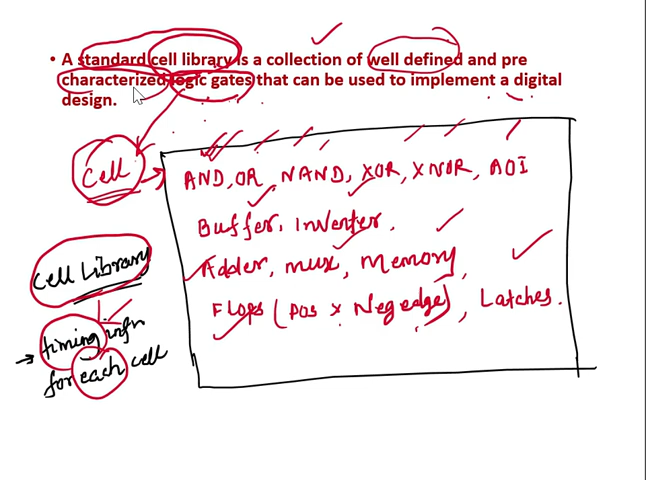 • A standard cell library is a collection of well defined and pre
characterized logic gates that can be used to implement a digital
design.
Cell
AND, OR, NAND, XOR, XNOR, AOI
Buffer, Inverter.
Adder, mux, Memory,
Flops (Pos x Neg edge), Latches.
Cell Library
timing infn
for each cell